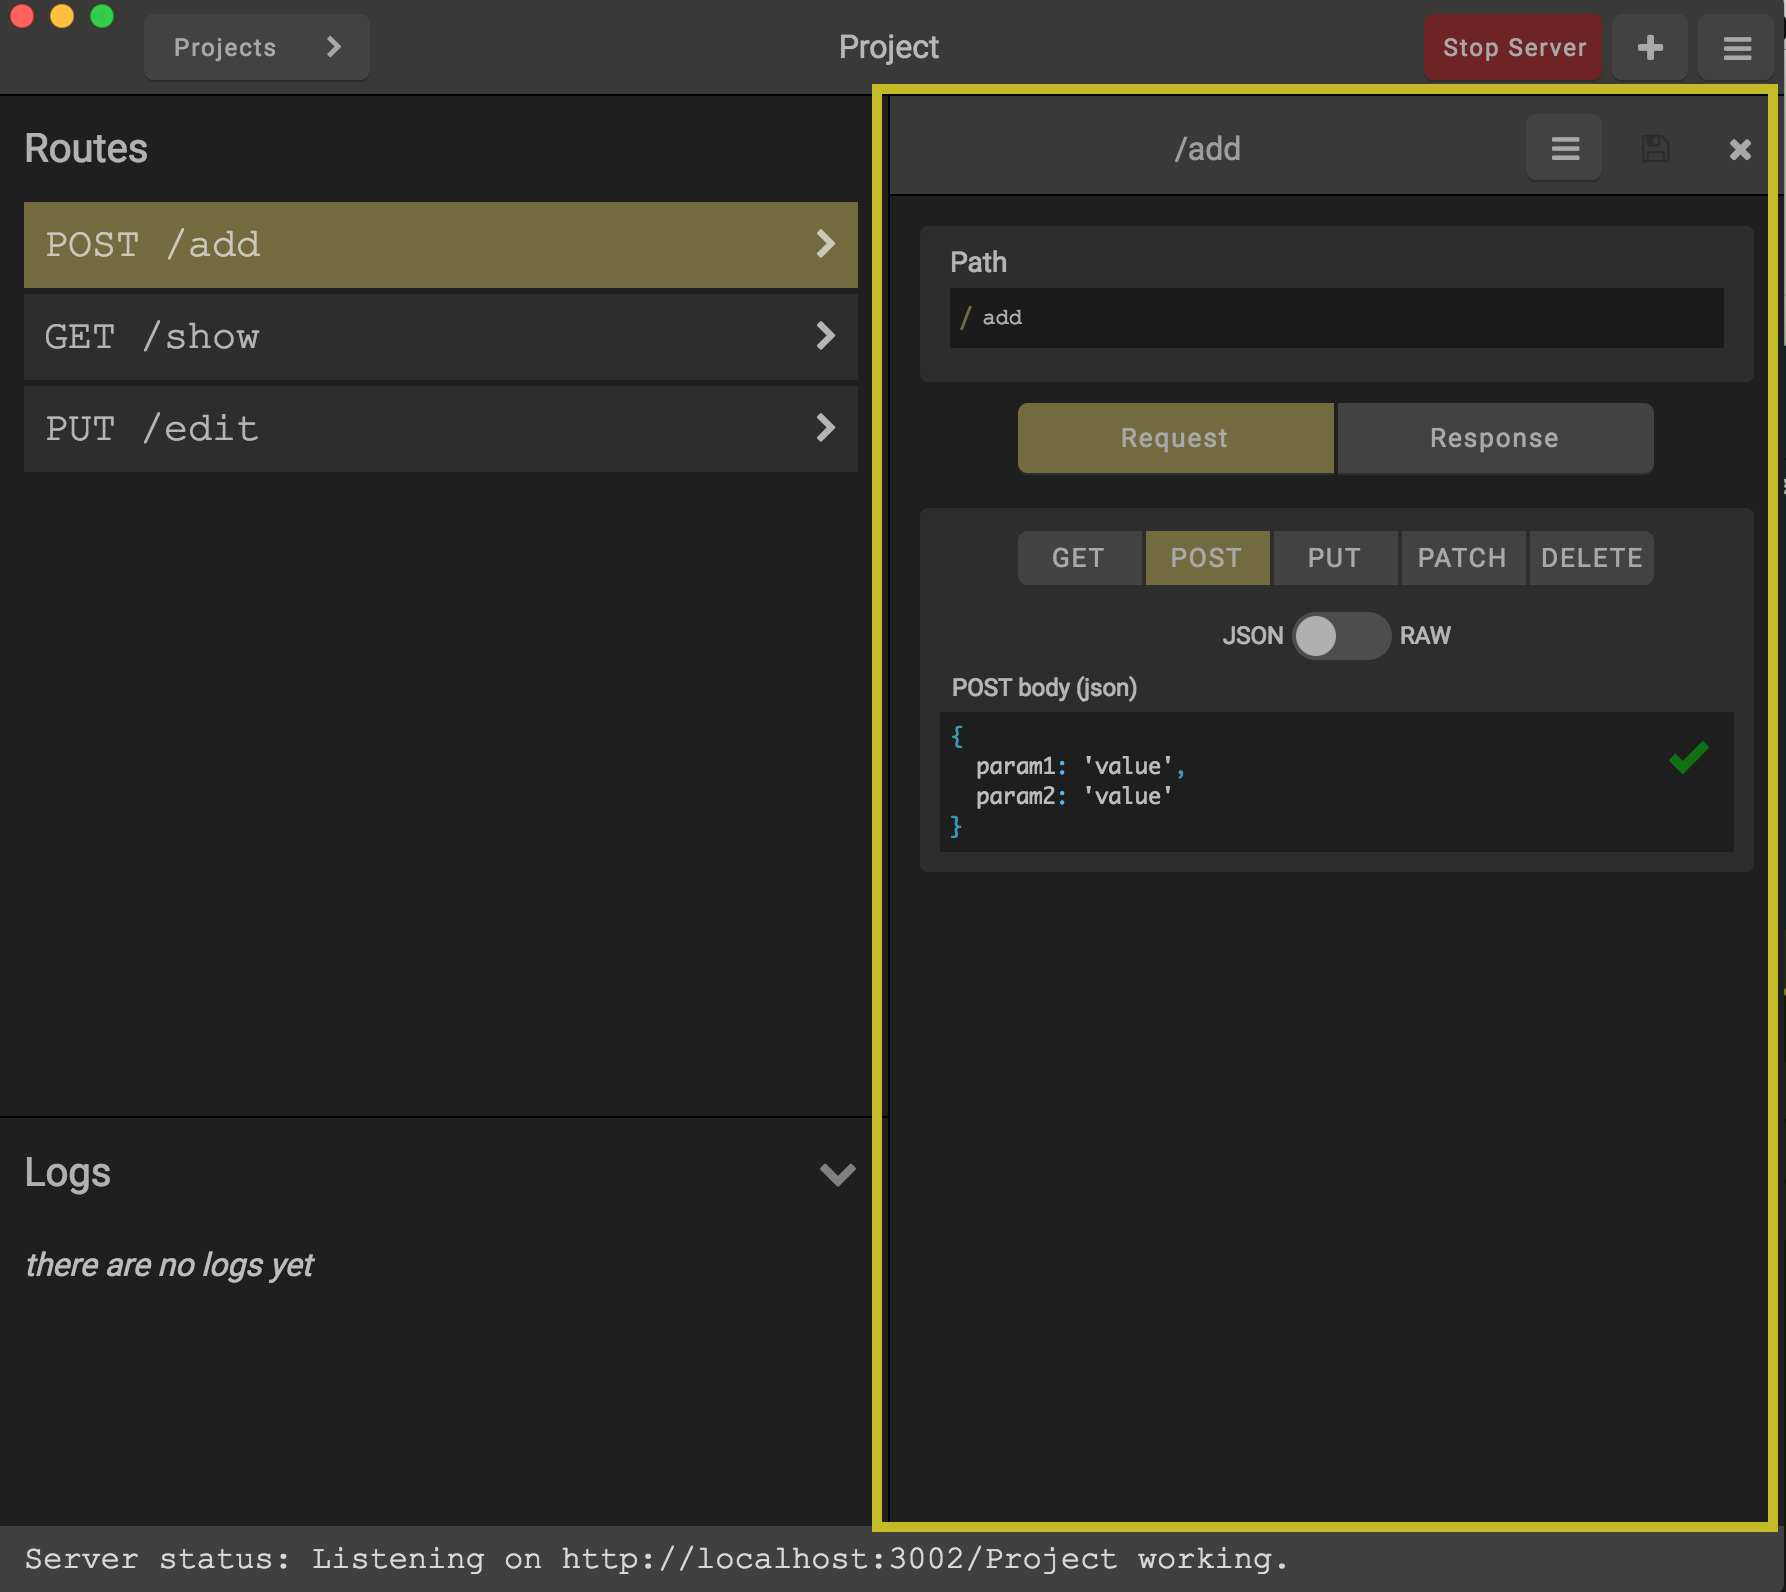 Projects
Project
Stop Server
Routes
POST /add
GET /show
PUT /edit
Logs
there are no logs yet
/add
Path
/ add
Request
Response
GET
POST
PUT
PATCH
DELETE
JSON
RAW
POST body (json)
{
param1: 'value',
param2: 'value'
}
Server status: Listening on http://localhost:3002/Project working.